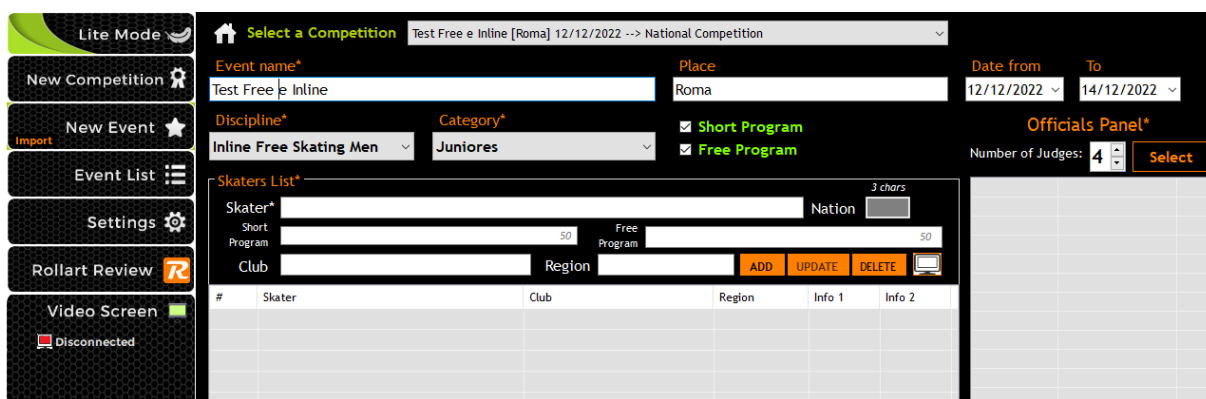 Lite Mode
New Competition
New Event
Import
Event List
Settings
Rollart Review
R
Video Screen
Disconnected
Select a Competition Test Free e Inline [Roma] 12/12/2022 --> National Competition
Event name* Place Date from To
Test Free e Inline Roma 12/12/2022 14/12/2022
Discipline* Category* Short Program Officials Panel*
Inline Free Skating Men Juniores Free Program Number of Judges: 4 Select
Skaters List*
3 chars
Skater* Nation
Short Program 50 Free Program 50
Club Region ADD UPDATE DELETE
# Skater Club Region Info 1 Info 2